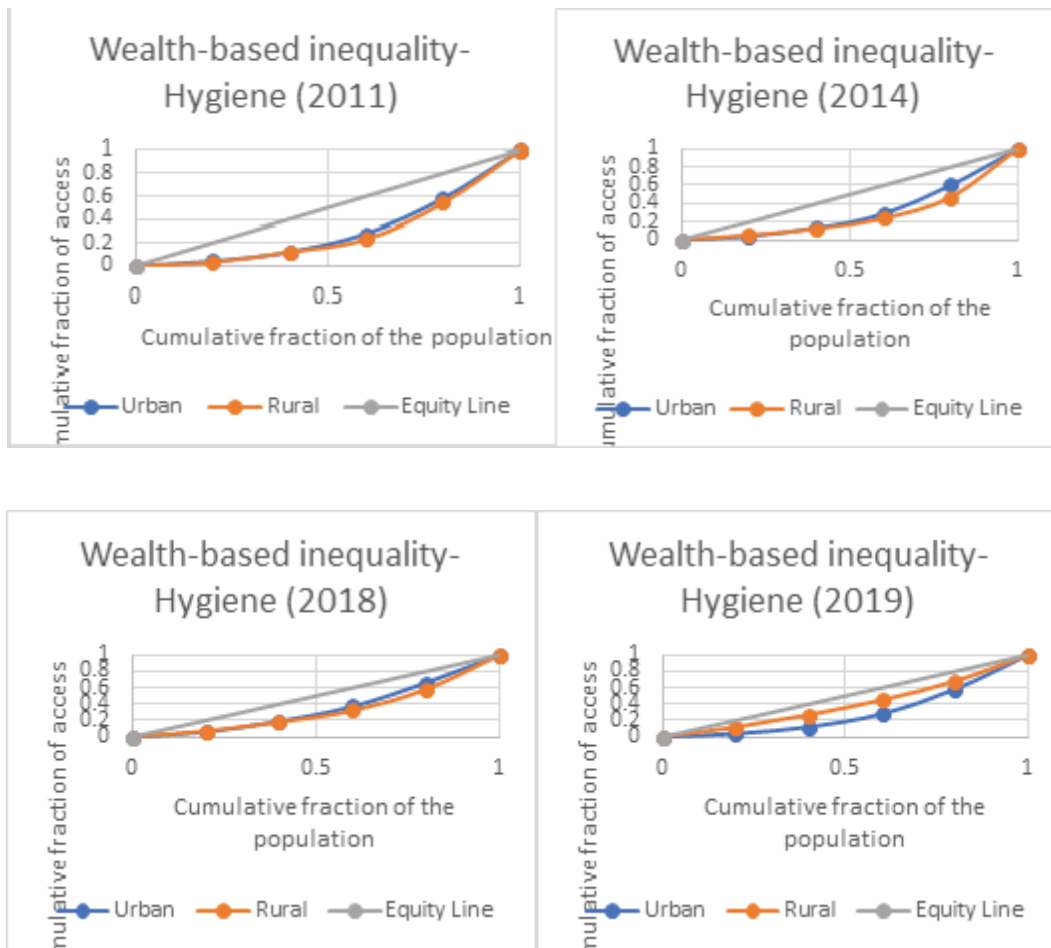 Wealth-based inequality-
Hygiene (2011)
1
0.8
0.6
0.4
0.2
0
0
0.5
1
mulative fraction of access
Cumulative fraction of the population
Urban
Rural
Equity Line
Wealth-based inequality-
Hygiene (2014)
1
0.8
0.6
0.4
0.2
0
0
0.5
1
umulative fraction of access
Cumulative fraction of the
population
Urban
Rural
Equity Line
Wealth-based inequality-
Hygiene (2018)
1
0.8
0.6
0.4
0.2
0
0
0.5
1
mulative fraction of access
Cumulative fraction of the
population
Urban
Rural
Equity Line
Wealth-based inequality-
Hygiene (2019)
1
0.8
0.6
0.4
0.2
0
0
0.5
1
mulative fraction of access
Cumulative fraction of the
population
Urban
Rural
Equity Line